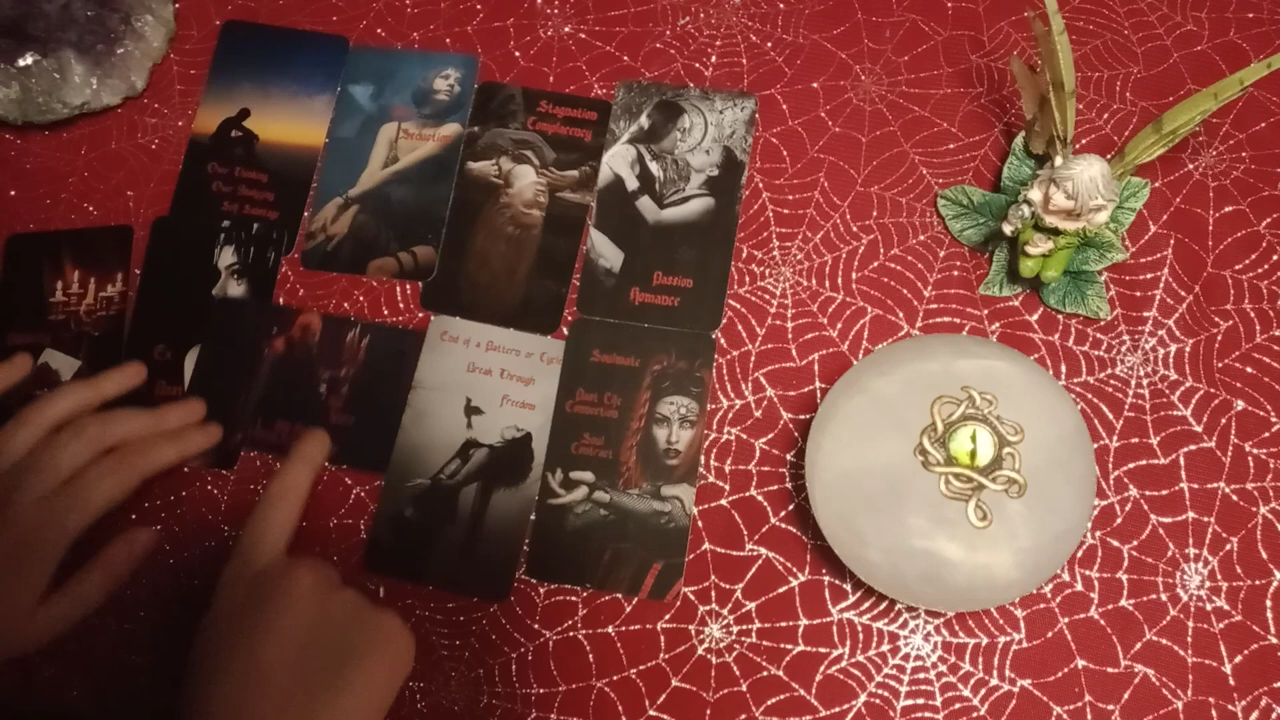 Over Thinking
Over Analyzing
Self Sabotage
Seduction
Stagnation
Complacency
Passion
Romance
End of a Pattern or Cycle
Break Through
Freedom
Soulmate
Past Life
Connection
Soul
Contract